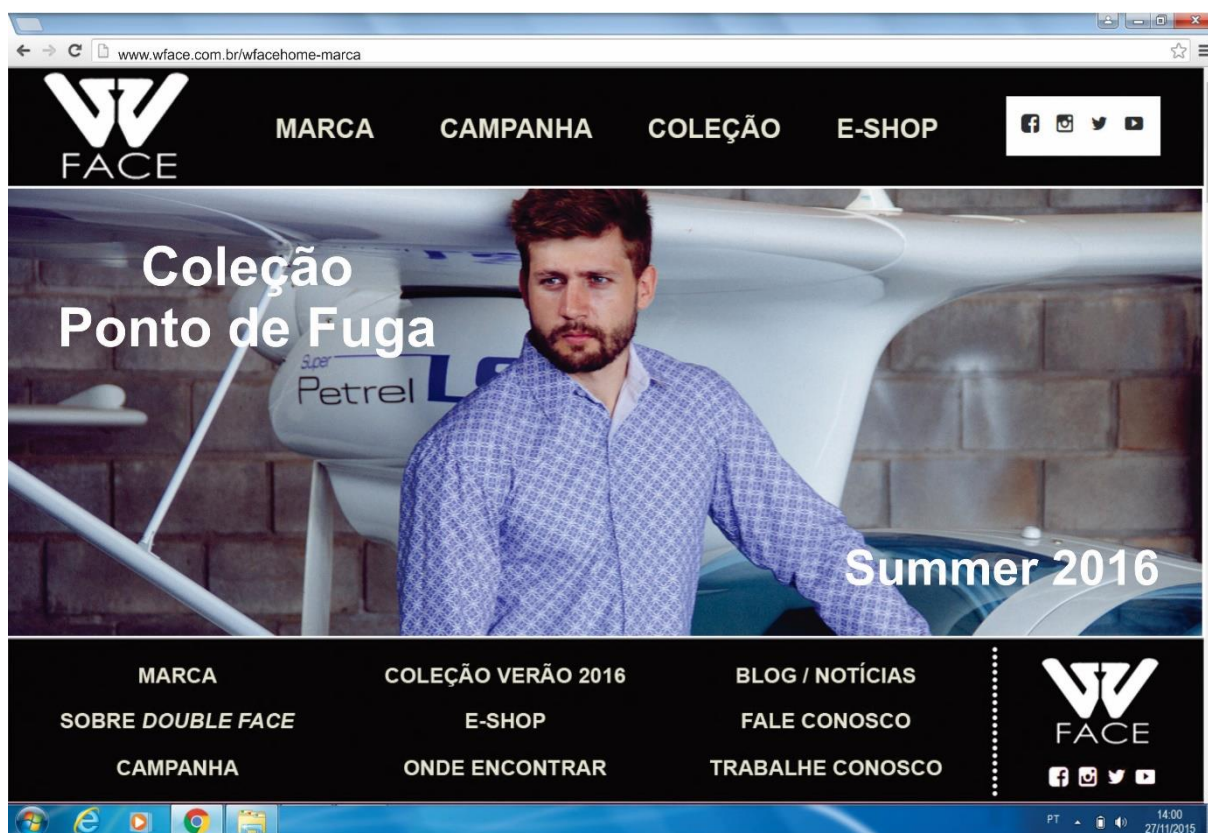 www.wface.com.br/wfacehome-marca
W
FACE
MARCA CAMPANHA COLEÇÃO E-SHOP
Coleção
Ponto de Fuga
Super
Petrel
Summer 2016
MARCA
SOBRE DOUBLE FACE
CAMPANHA
COLEÇÃO VERÃO 2016
E-SHOP
ONDE ENCONTRAR
BLOG / NOTÍCIAS
FALE CONOSCO
TRABALHE CONOSCO
W
FACE
PT
14:00
27/11/2015